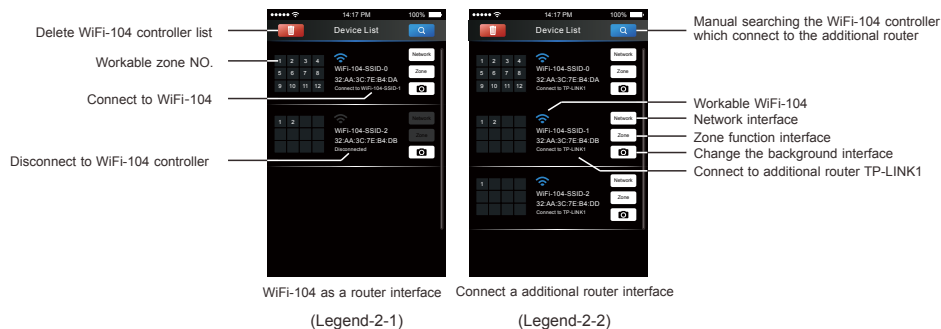 14:17 PM
100%
Device List
Delete WiFi-104 controller list
Workable zone NO.
Connect to WiFi-104
Disconnect to WiFi-104 controller
1 2 3 4
5 6 7 8
9 10 11 12
WiFi-104-SSID-0
32:AA:3C:7E:B4:DA
Connect to WiFi-104-SSID-1
Network
Zone
1 2
WiFi-104-SSID-2
32:AA:3C:7E:B4:DB
Disconnected
Network
Zone
WiFi-104 as a router interface
(Legend-2-1)
14:17 PM
100%
Device List
1 2 3 4
5 6 7 8
9 10 11 12
WiFi-104-SSID-0
32:AA:3C:7E:B4:DA
Connect to TP-LINK1
Network
Zone
1 2
WiFi-104-SSID-1
32:AA:3C:7E:B4:DB
Connect to TP-LINK1
Network
Zone
1
WiFi-104-SSID-2
32:AA:3C:7E:B4:DD
Connect to TP-LINK1
Network
Zone
Manual searching the WiFi-104 controller
which connect to the additional router
Workable WiFi-104
Network interface
Zone function interface
Change the background interface
Connect to additional router TP-LINK1
Connect a additional router interface
(Legend-2-2)